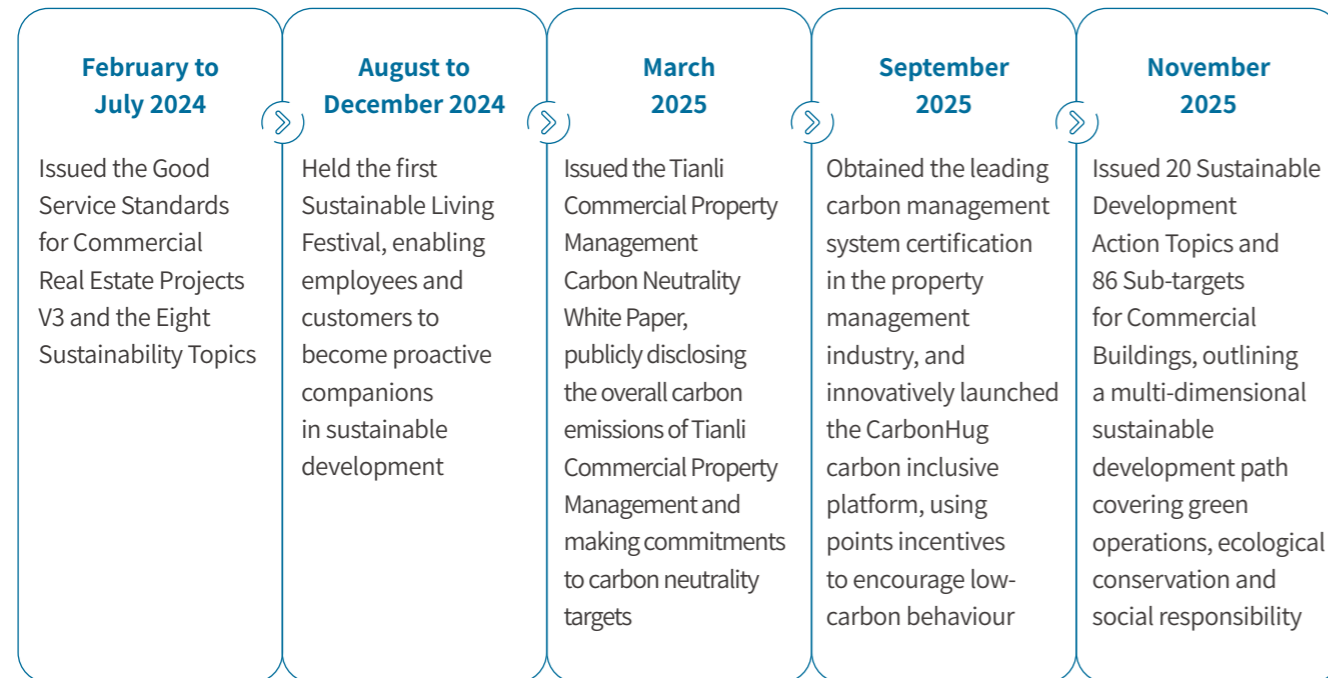 February to
July 2024
Issued the Good
Service Standards
for Commercial
Real Estate Projects
V3 and the Eight
Sustainability Topics
August to
December 2024
Held the first
Sustainable Living
Festival, enabling
employees and
customers to
become proactive
companions
in sustainable
development
March
2025
Issued the Tianli
Commercial Property
Management
Carbon Neutrality
White Paper,
publicly disclosing
the overall carbon
emissions of Tianli
Commercial Property
Management and
making commitments
to carbon neutrality
targets
September
2025
Obtained the leading
carbon management
system certification
in the property
management
industry, and
innovatively launched
the CarbonHug
carbon inclusive
platform, using
points incentives
to encourage low-
carbon behaviour
November
2025
Issued 20 Sustainable
Development
Action Topics and
86 Sub-targets
for Commercial
Buildings, outlining
a multi-dimensional
sustainable
development path
covering green
operations, ecological
conservation and
social responsibility